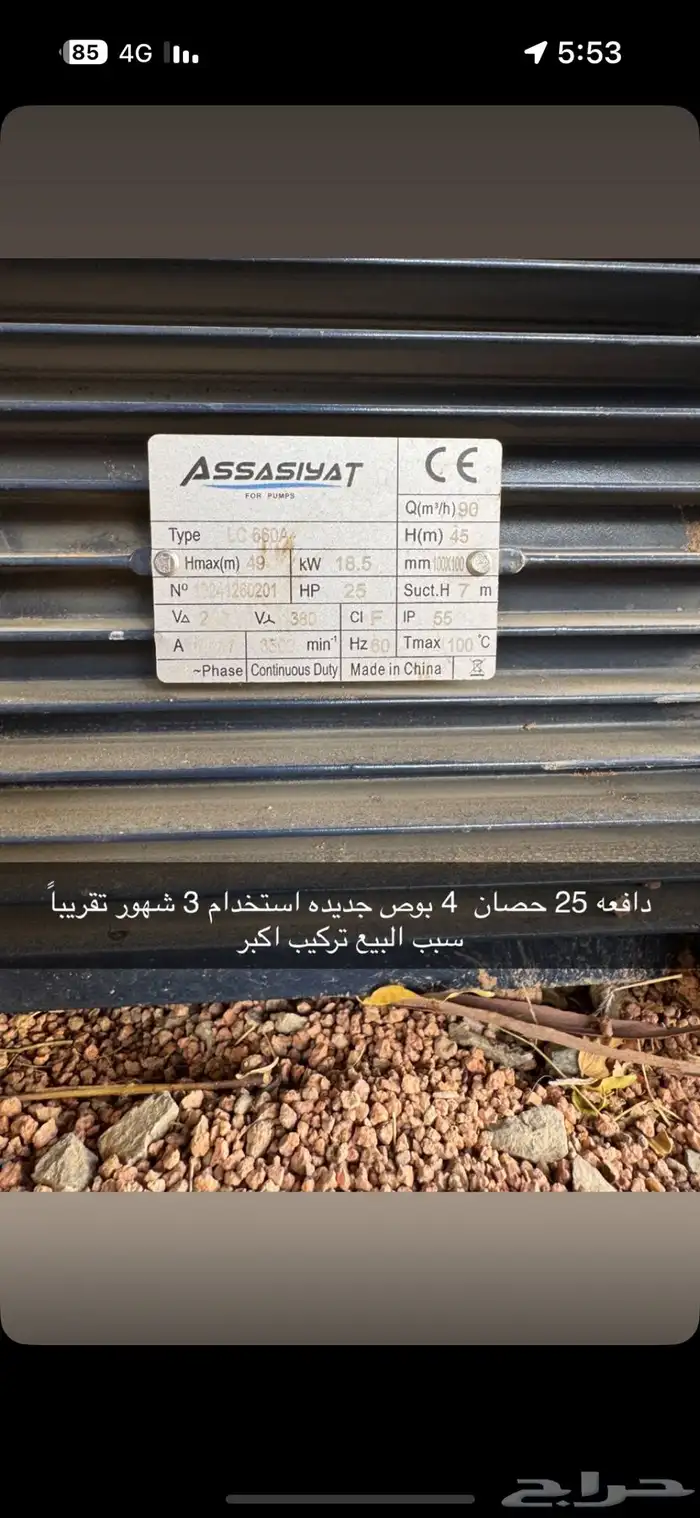 85 4G 5:53
ASSASIYAT
FOR PUMPS
CE
Q(m³/h) 90
Type LC 660A
H(m) 45
Hmax(m) 49 kW 18.5 mm 100X100
Nº HP 25 Suct.H 7 m
V△ V⅄ 380 Cl F IP 55
A min⁻¹ Hz 60 Tmax 100 °C
~Phase Continuous Duty Made in China
دافعه 25 حصان 4 بوص جديده استخدام 3 شهور تقريباً
سبب البيع تركيب اكبر
حراج